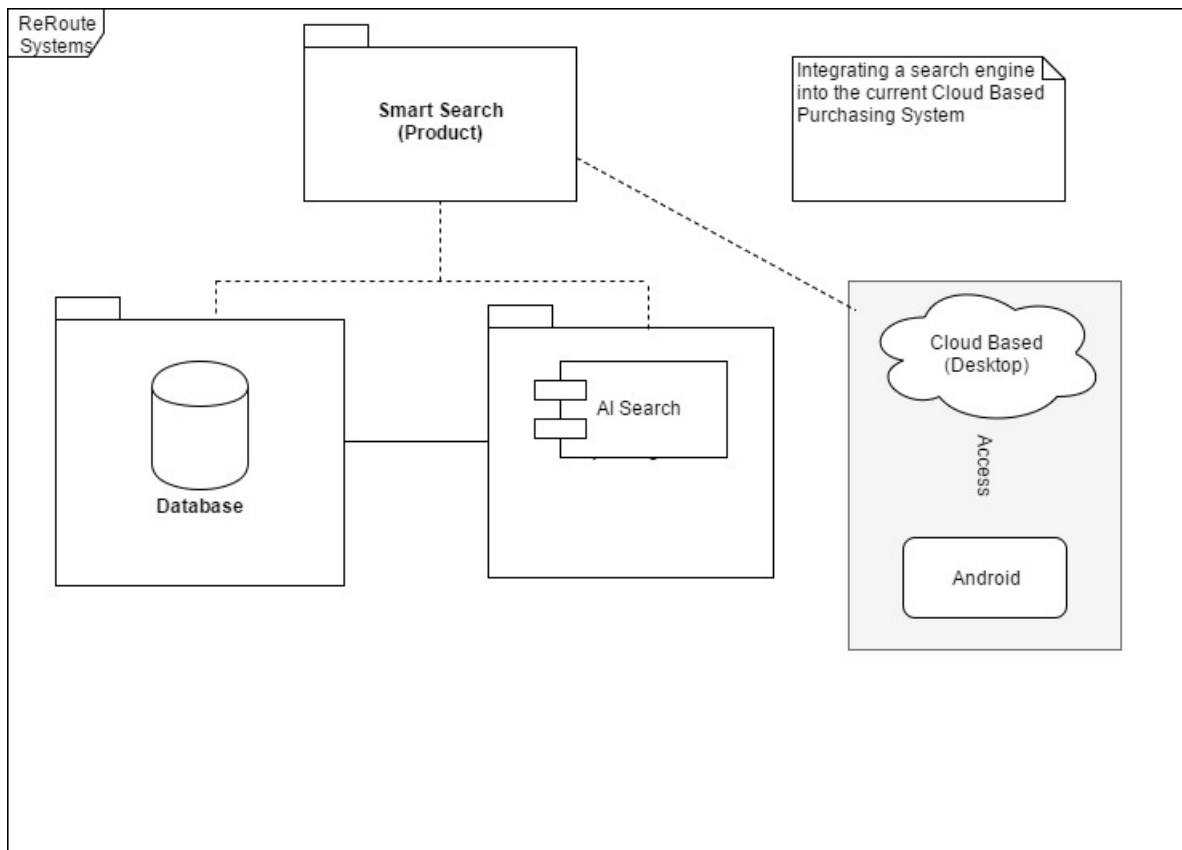 ReRoute
Systems
Smart Search
(Product)
Integrating a search engine
into the current Cloud Based
Purchasing System
Cloud Based
(Desktop)
AI Search
Access
Database
Android